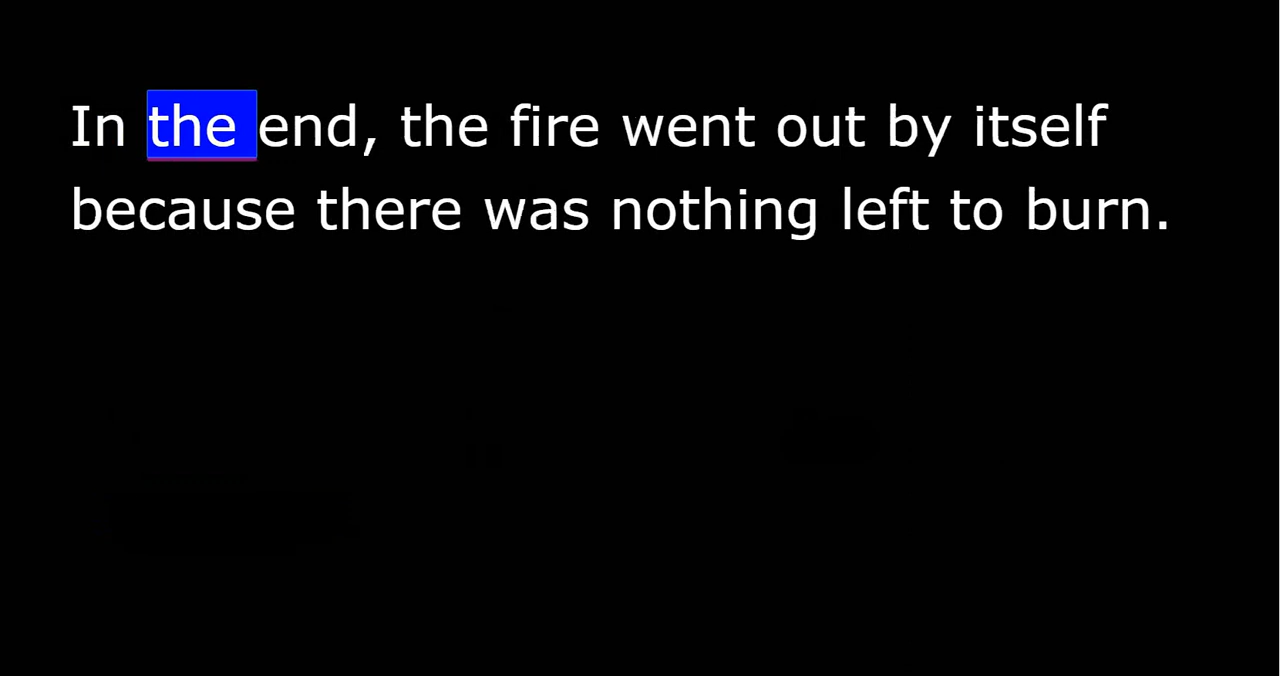 In the end, the fire went out by itself
because there was nothing left to burn.